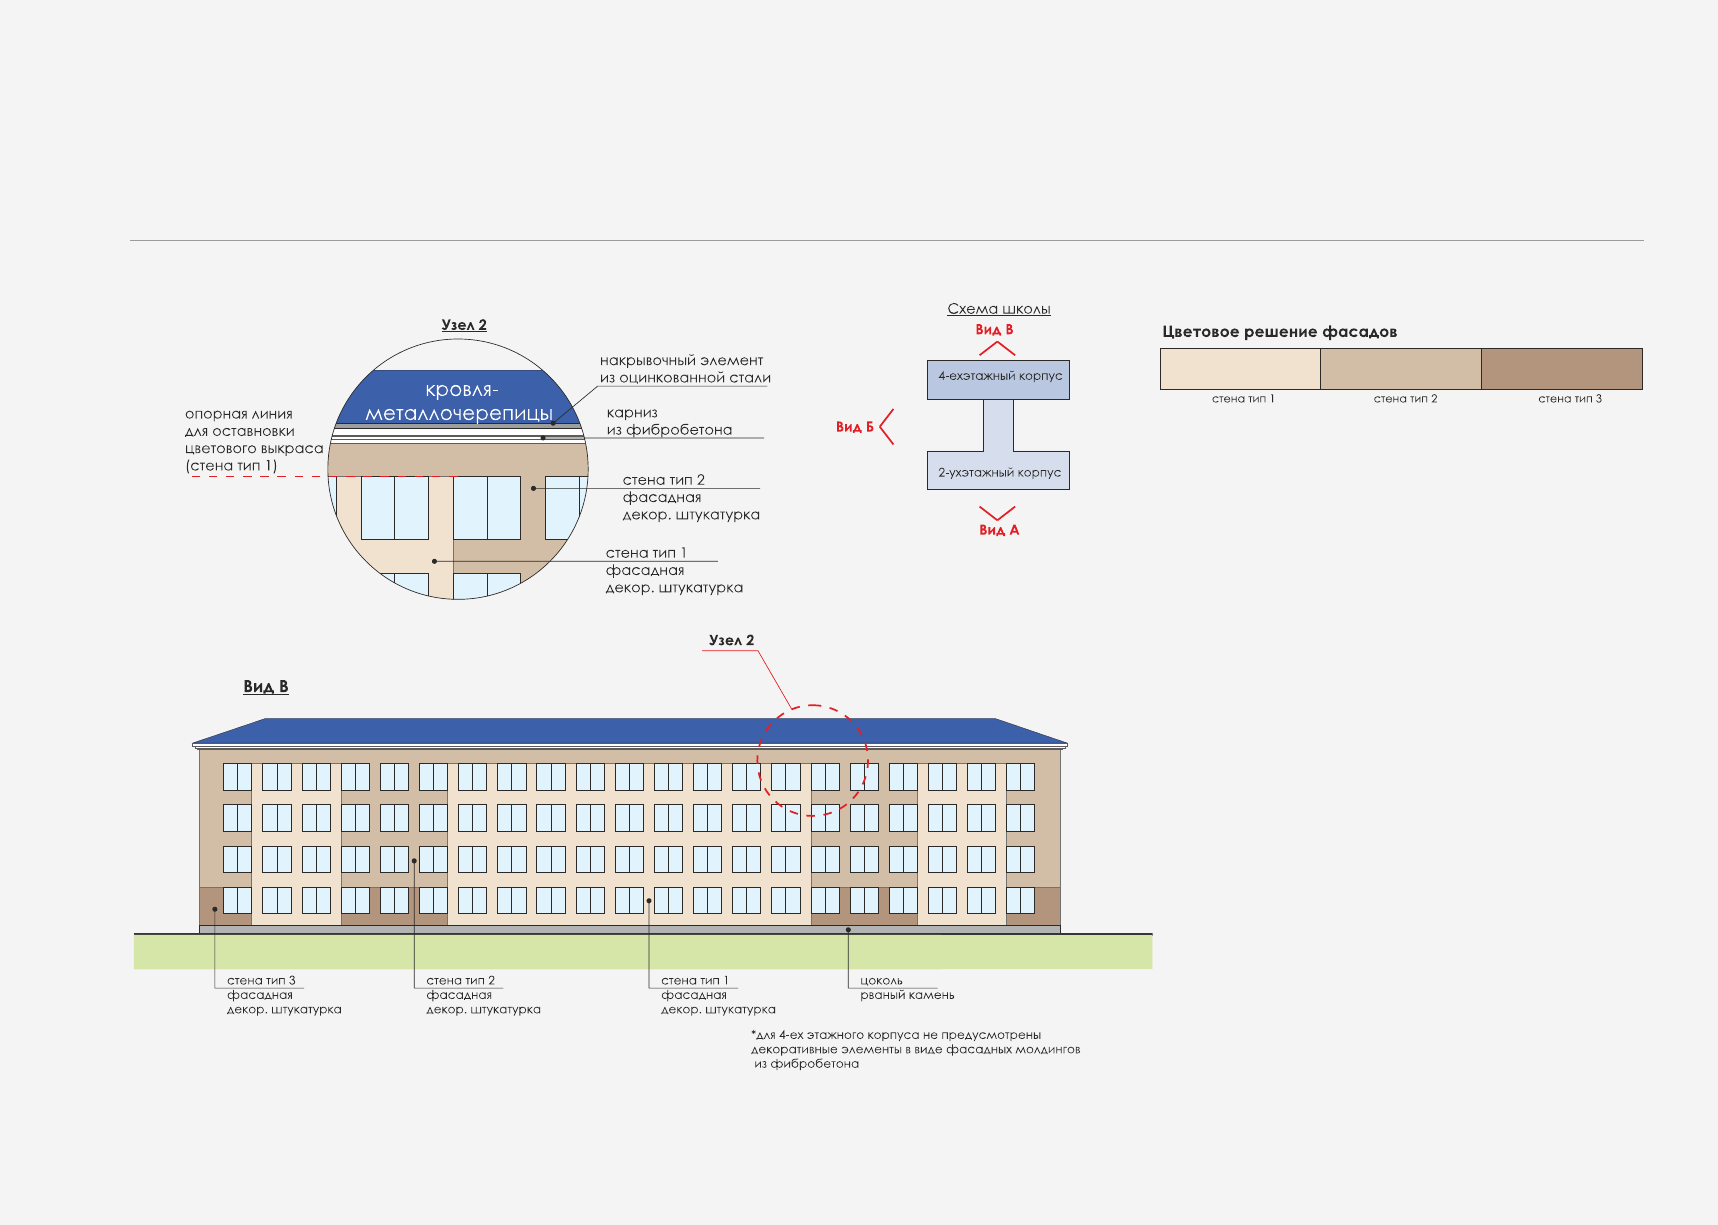 Узел 2
кровля-
металлочерепицы
опорная линия
для оставновки
цветового выкраса
(стена тип 1)
накрывочный элемент
из оцинкованной стали
карниз
из фибробетона
стена тип 2
фасадная
декор. штукатурка
стена тип 1
фасадная
декор. штукатурка
Схема школы
Вид В
4-ехэтажный корпус
Вид Б
2-ухэтажный корпус
Вид А
Цветовое решение фасадов
стена тип 1
стена тип 2
стена тип 3
Узел 2
Вид В
стена тип 3
фасадная
декор. штукатурка
стена тип 2
фасадная
декор. штукатурка
стена тип 1
фасадная
декор. штукатурка
цоколь
рваный камень
*для 4-ех этажного корпуса не предусмотрены
декоративные элементы в виде фасадных молдингов
из фибробетона